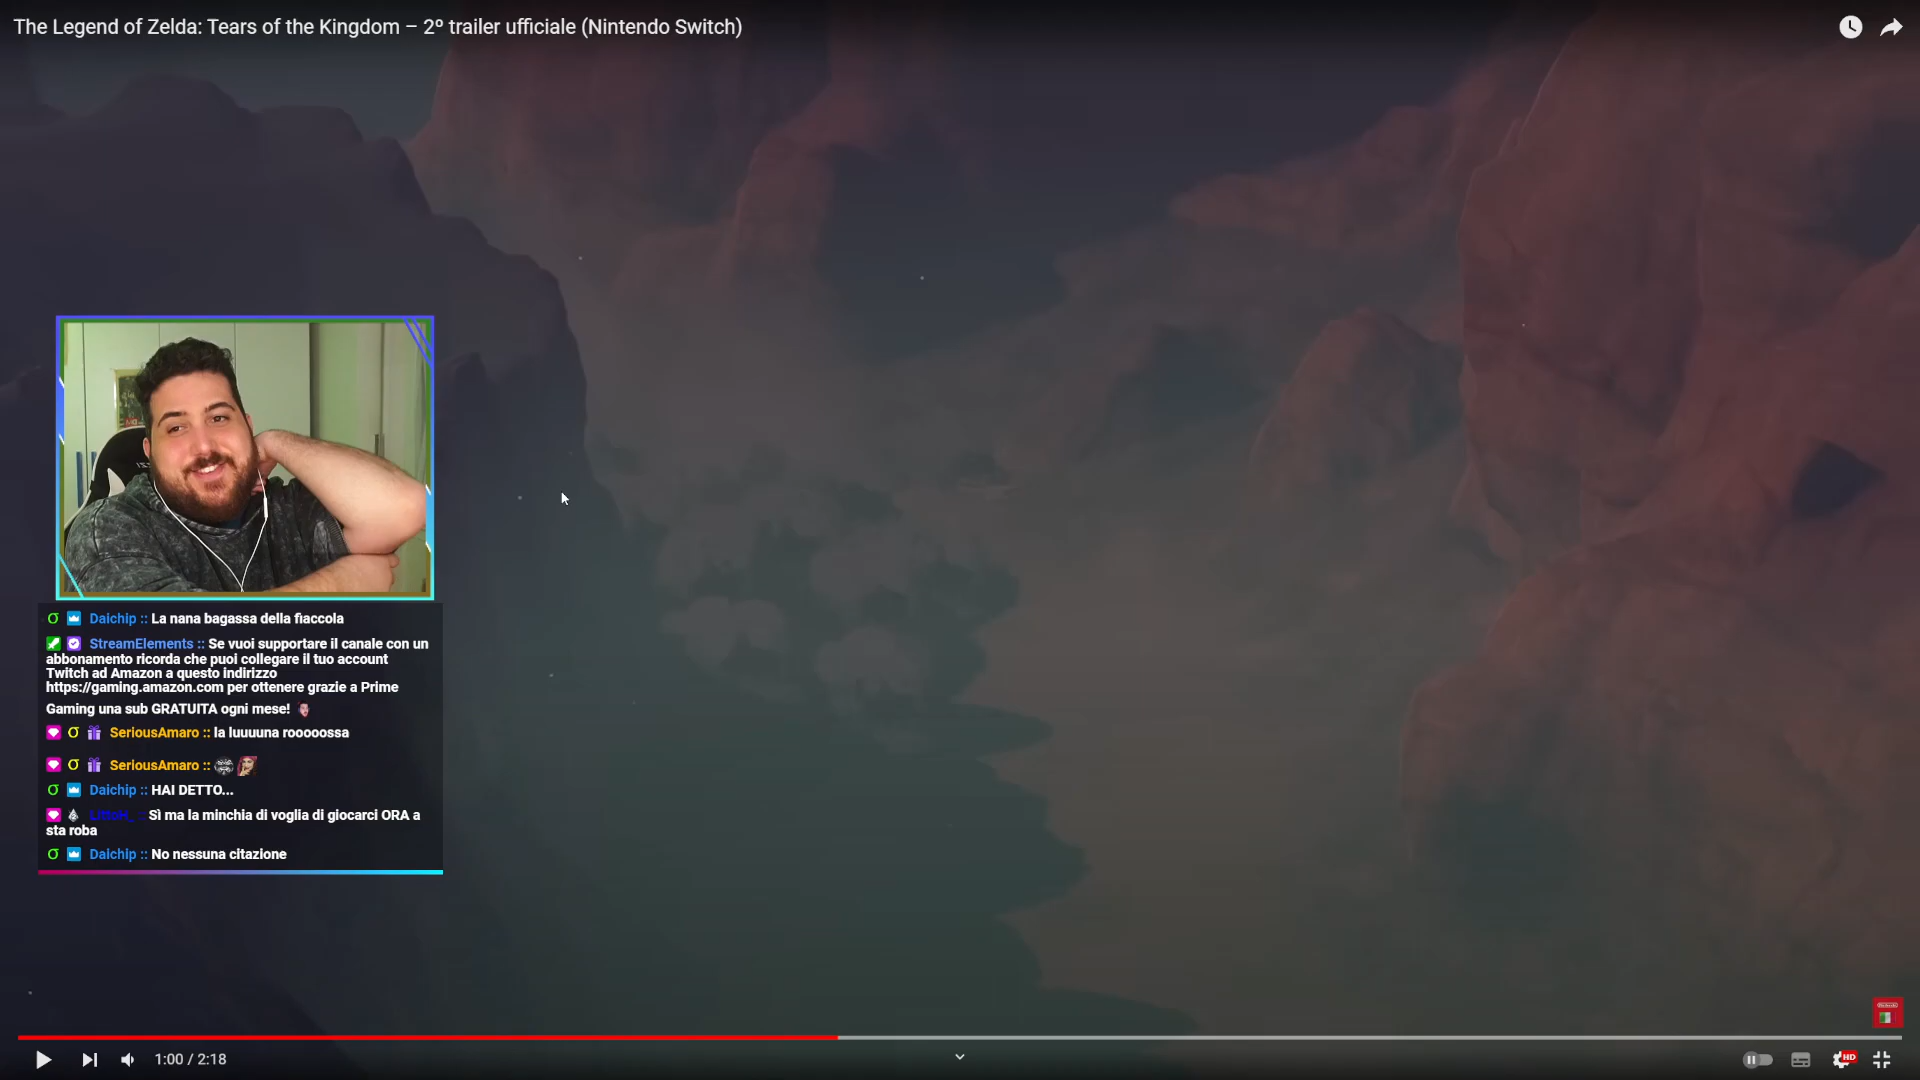 The Legend of Zelda: Tears of the Kingdom – 2º trailer ufficiale (Nintendo Switch)
Daichip :: La nana bagassa della fiaccola
StreamElements :: Se vuoi supportare il canale con un
abbonamento ricorda che puoi collegare il tuo account
Twitch ad Amazon a questo indirizzo
https://gaming.amazon.com per ottenere grazie a Prime
Gaming una sub GRATUITA ogni mese!
SeriousAmaro :: la luuuuna rooooossa
SeriousAmaro ::
Daichip :: HAI DETTO...
:: Sì ma la minchia di voglia di giocarci ORA a
sta roba
Daichip :: No nessuna citazione
1:00 / 2:18
HD